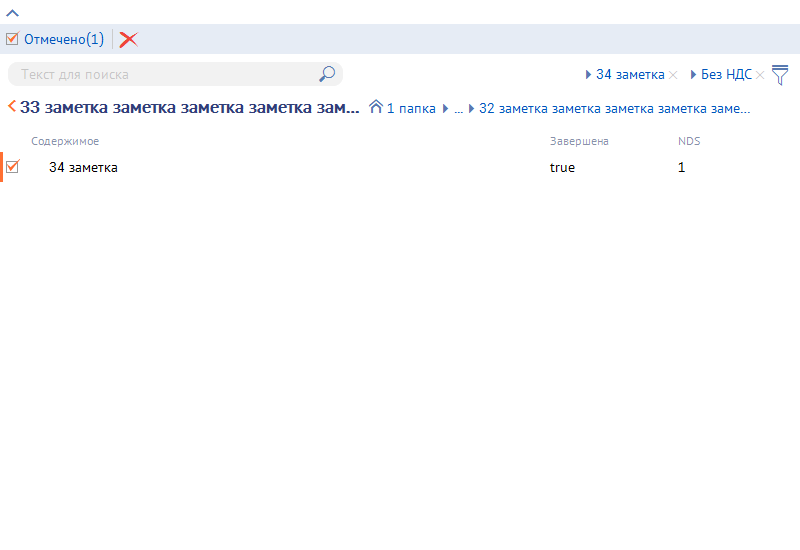 Отмечено(1)
Текст для поиска 34 заметка Без НДС
33 заметка заметка заметка заметка зам... 1 папка ... 32 заметка заметка заметка заметка заме...
Содержимое Завершена NDS
34 заметка true 1